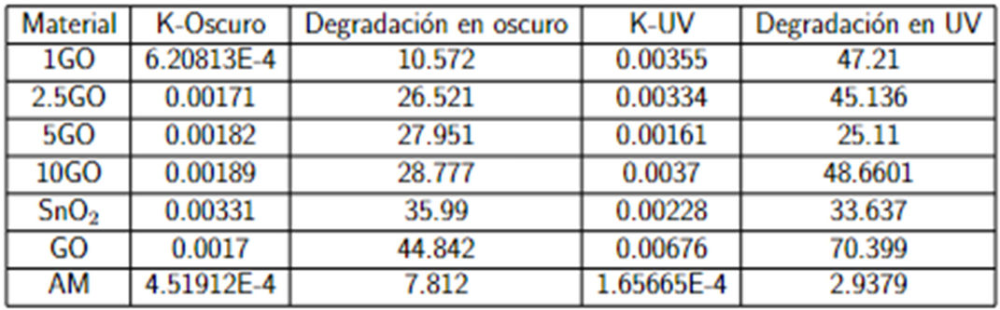 Material K-Oscuro Degradación en oscuro K-UV Degradación en UV
1GO 6.20813E-4 10.572 0.00355 47.21
2.5GO 0.00171 26.521 0.00334 45.136
5GO 0.00182 27.951 0.00161 25.11
10GO 0.00189 28.777 0.0037 48.6601
SnO₂ 0.00331 35.99 0.00228 33.637
GO 0.0017 44.842 0.00676 70.399
AM 4.51912E-4 7.812 1.65665E-4 2.9379